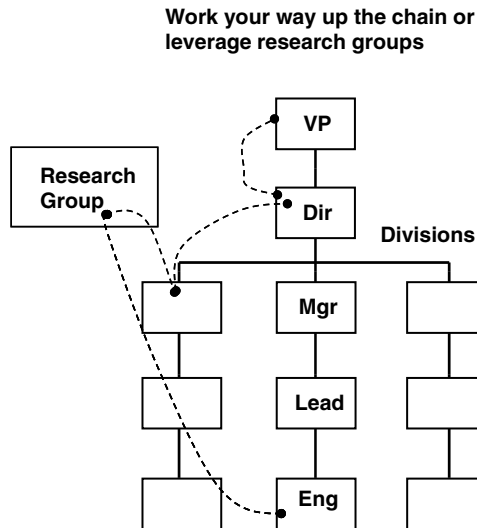 Work your way up the chain or
leverage research groups
VP
Research
Group
Dir
Divisions
Mgr
Lead
Eng